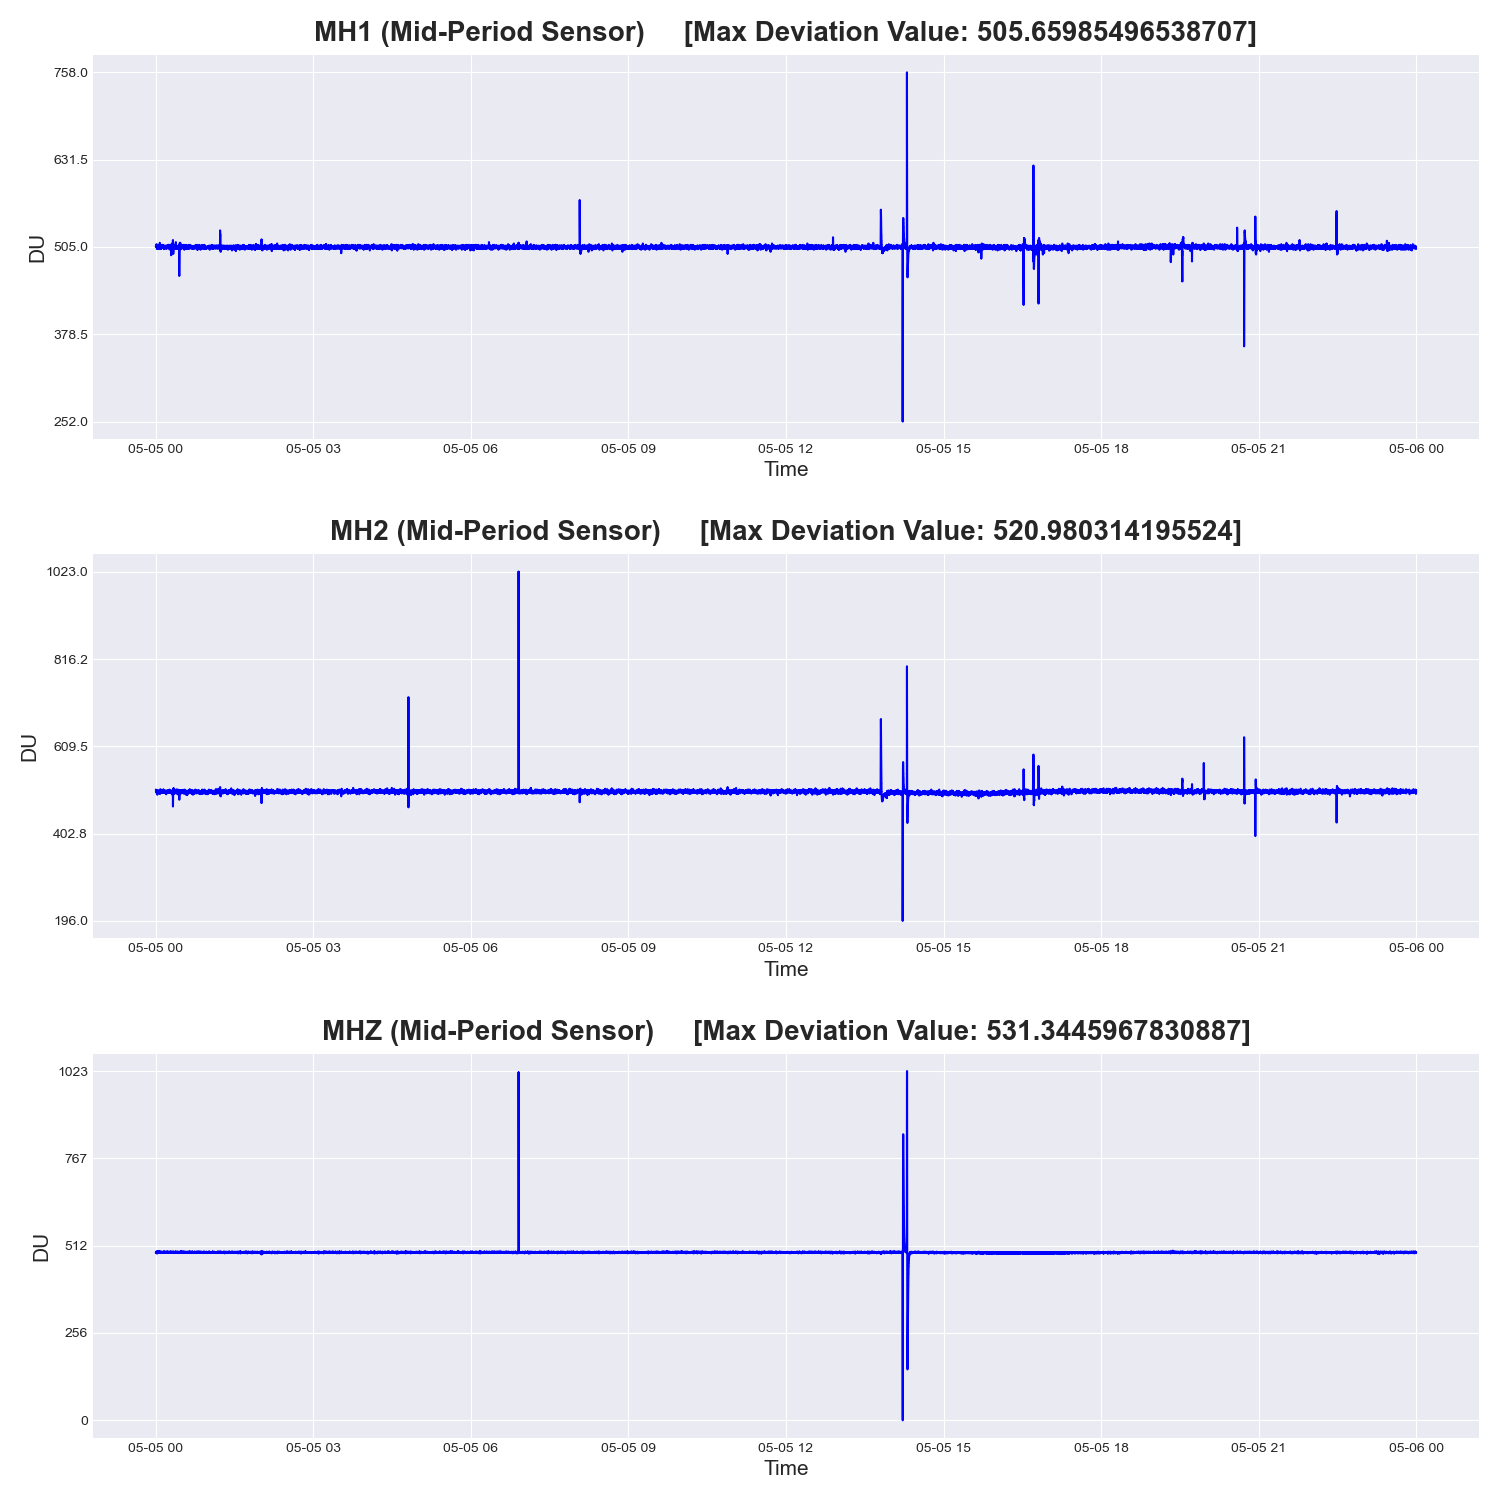 MH1 (Mid-Period Sensor) [Max Deviation Value: 505.65985496538707]
758.0
631.5
505.0
378.5
252.0
DU
05-05 00 05-05 03 05-05 06 05-05 09 05-05 12 05-05 15 05-05 18 05-05 21 05-06 00
Time
MH2 (Mid-Period Sensor) [Max Deviation Value: 520.980314195524]
1023.0
816.2
609.5
402.8
196.0
DU
05-05 00 05-05 03 05-05 06 05-05 09 05-05 12 05-05 15 05-05 18 05-05 21 05-06 00
Time
MHZ (Mid-Period Sensor) [Max Deviation Value: 531.3445967830887]
1023
767
512
256
0
DU
05-05 00 05-05 03 05-05 06 05-05 09 05-05 12 05-05 15 05-05 18 05-05 21 05-06 00
Time